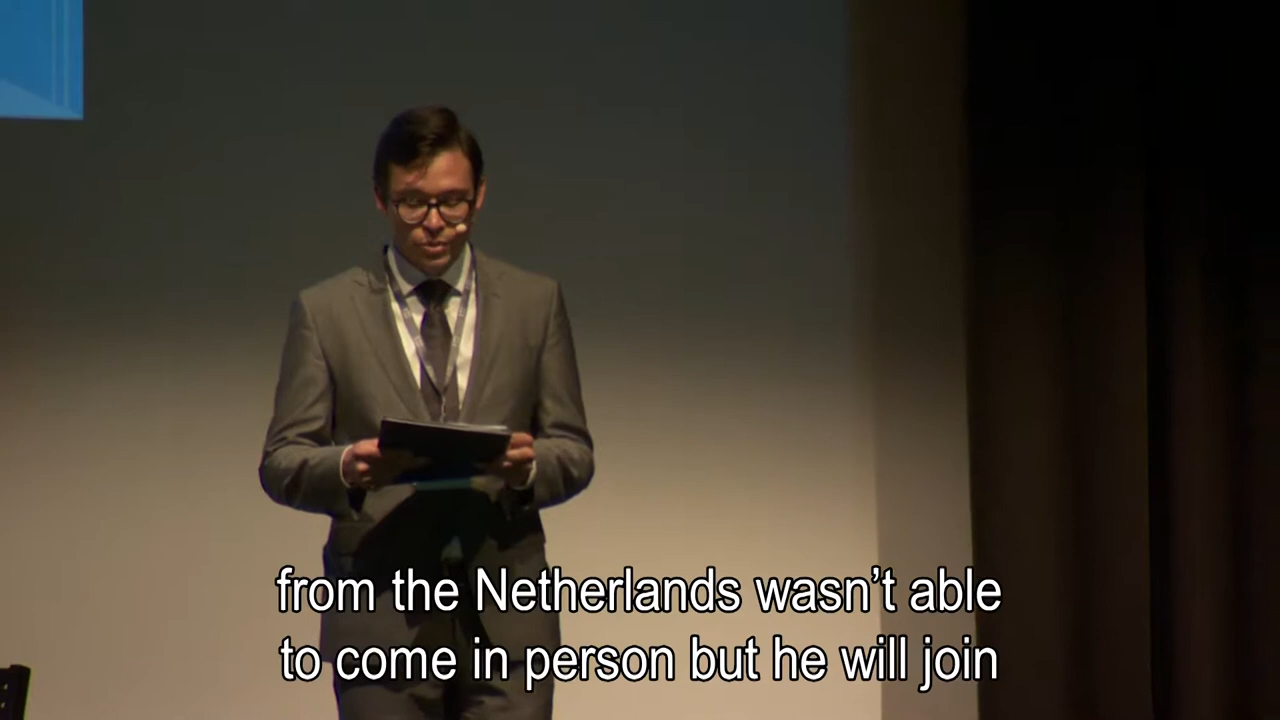 from the Netherlands wasn’t able
to come in person but he will join